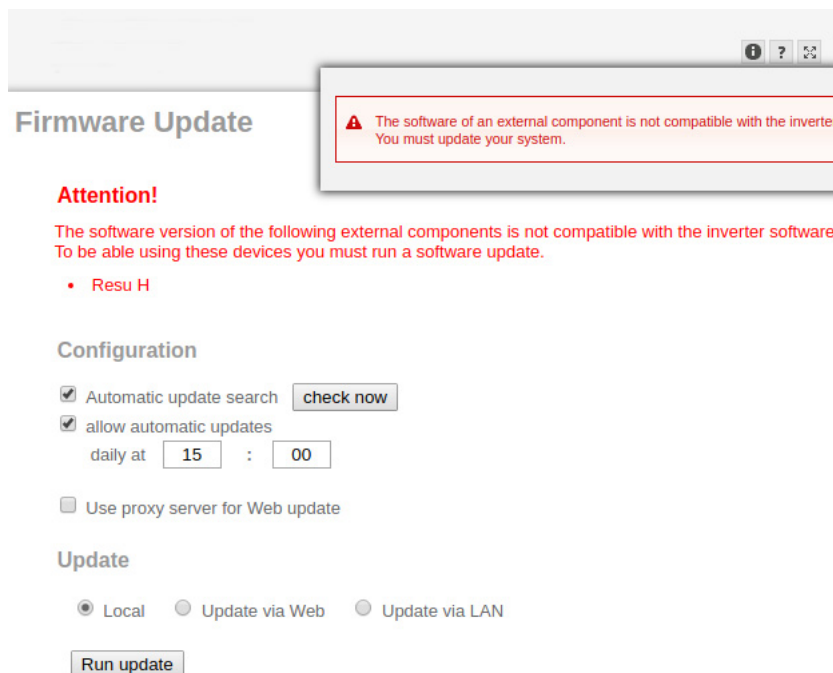 The software of an external component is not compatible with the inverter
You must update your system.
Firmware Update
Attention!
The software version of the following external components is not compatible with the inverter software
To be able using these devices you must run a software update.
• Resu H
Configuration
Automatic update search check now
allow automatic updates
daily at 15 : 00
Use proxy server for Web update
Update
Local Update via Web Update via LAN
Run update